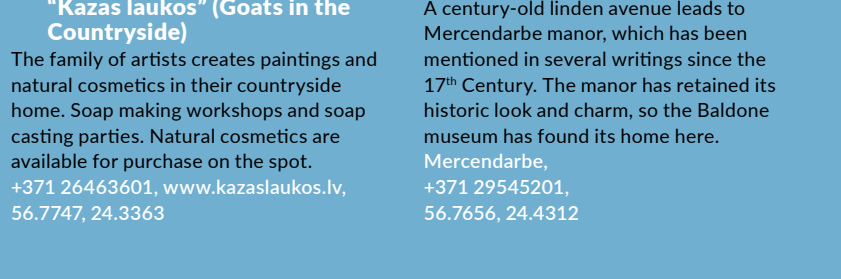 “Kazas laukos” (Goats in the
Countryside)
The family of artists creates paintings and
natural cosmetics in their countryside
home. Soap making workshops and soap
casting parties. Natural cosmetics are
available for purchase on the spot.
+371 26463601, www.kazaslaukos.lv,
56.7747, 24.3363
A century-old linden avenue leads to
Mercendarbe manor, which has been
mentioned in several writings since the
17th Century. The manor has retained its
historic look and charm, so the Baldone
museum has found its home here.
Mercendarbe,
+371 29545201,
56.7656, 24.4312